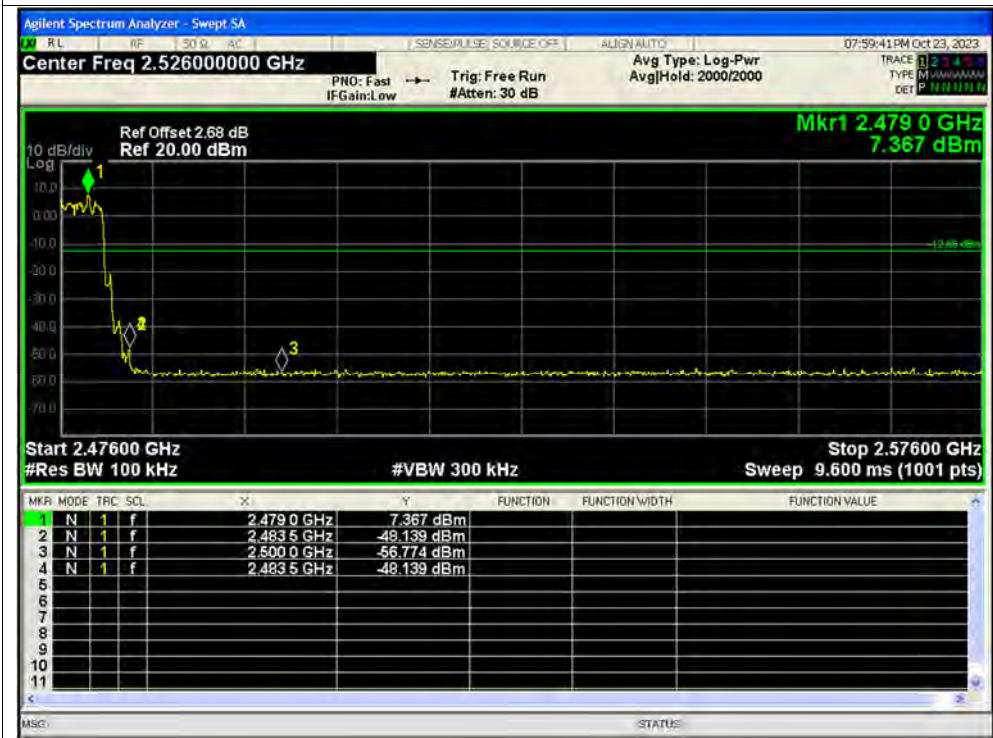 Agilent Spectrum Analyzer - Swept SA
RL RF 50 Ω AC SENSE:PULSE SOURCE OFF ALIGN AUTO 07:59:41 PM Oct 23, 2023
Center Freq 2.526000000 GHz
PNO: Fast
IFGain:Low
Trig: Free Run
#Atten: 30 dB
Avg Type: Log-Pwr
Avg|Hold: 2000/2000
TRACE 1 2 3 4 5 6
TYPE M
DET P N N N N N
Mkr1 2.479 0 GHz
7.367 dBm
Ref Offset 2.68 dB
10 dB/div Ref 20.00 dBm
Log
1
10.0
0.00
-10.0
-12.65 dBm
-20.0
-30.0
-40.0
2
-50.0
3
-60.0
-70.0
Start 2.47600 GHz Stop 2.57600 GHz
#Res BW 100 kHz #VBW 300 kHz Sweep 9.600 ms (1001 pts)
MKR MODE TRC SCL X Y FUNCTION FUNCTION WIDTH FUNCTION VALUE
1 N 1 f 2.479 0 GHz 7.367 dBm
2 N 1 f 2.483 5 GHz -48.139 dBm
3 N 1 f 2.500 0 GHz -56.774 dBm
4 N 1 f 2.483 5 GHz -48.139 dBm
5
6
7
8
9
10
11
MSG STATUS